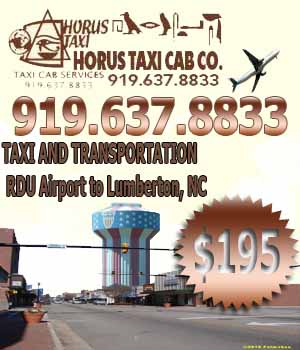 HORUS
TAXI
TAXI CAB SERVICES
919.637.8833
HORUS TAXI CAB CO.
919.637.8833
919.637.8833
TAXI AND TRANSPORTATION
RDU Airport to Lumberton, NC
$195